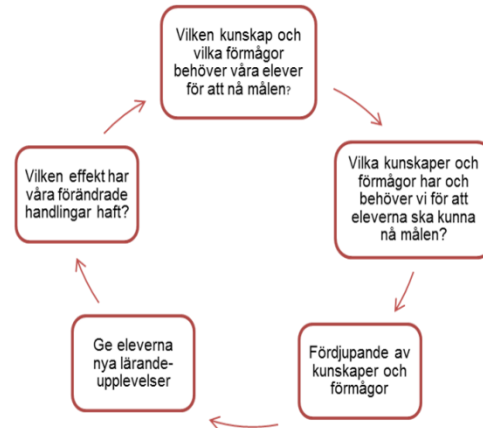 Vilken kunskap och
vilka förmågor
behöver våra elever
för att nå målen?
Vilka kunskaper och
förmågor har och
behöver vi för att
eleverna ska kunna
nå målen?
Fördjupande av
kunskaper och
förmågor
Ge eleverna
nya lärande-
upplevelser
Vilken effekt har
våra förändrade
handlingar haft?